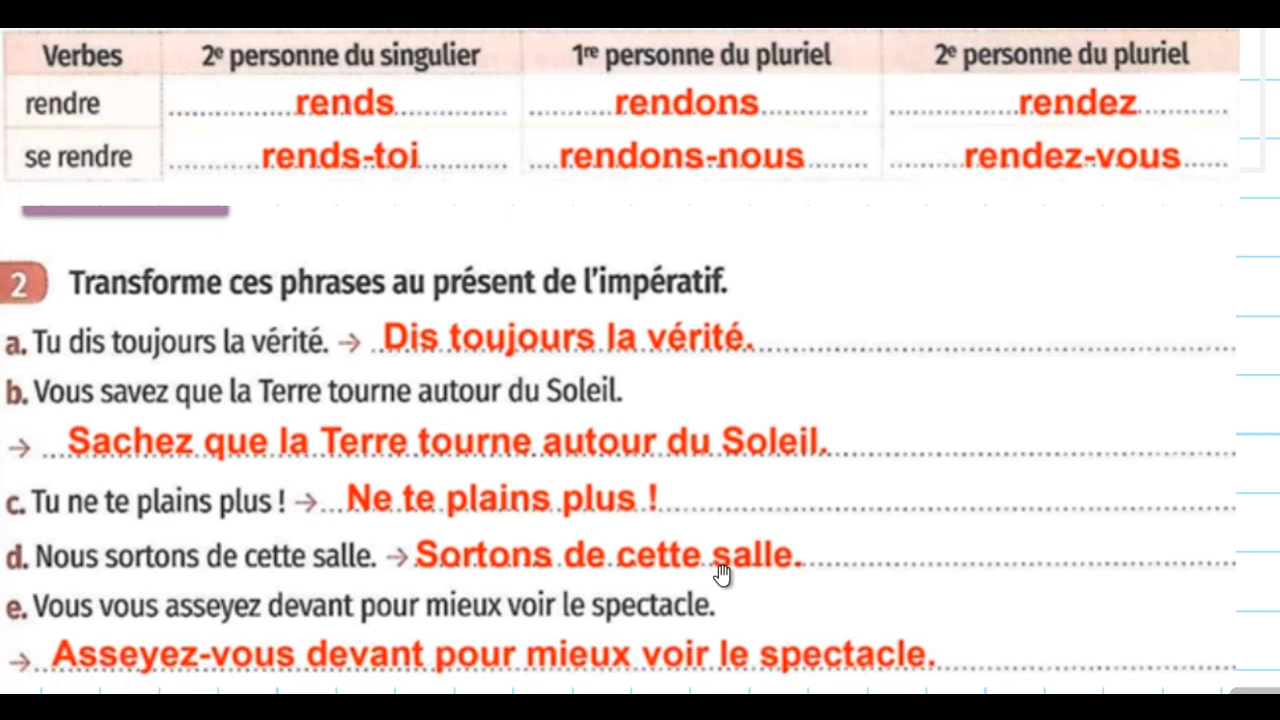 Verbes 2e personne du singulier 1re personne du pluriel 2e personne du pluriel
rendre rends rendons rendez
se rendre rends-toi rendons-nous rendez-vous
2 Transforme ces phrases au présent de l'impératif.
a. Tu dis toujours la vérité. → Dis toujours la vérité.
b. Vous savez que la Terre tourne autour du Soleil.
→ Sachez que la Terre tourne autour du Soleil.
c. Tu ne te plains plus ! → Ne te plains plus !
d. Nous sortons de cette salle. → Sortons de cette salle.
e. Vous vous asseyez devant pour mieux voir le spectacle.
→ Asseyez-vous devant pour mieux voir le spectacle.